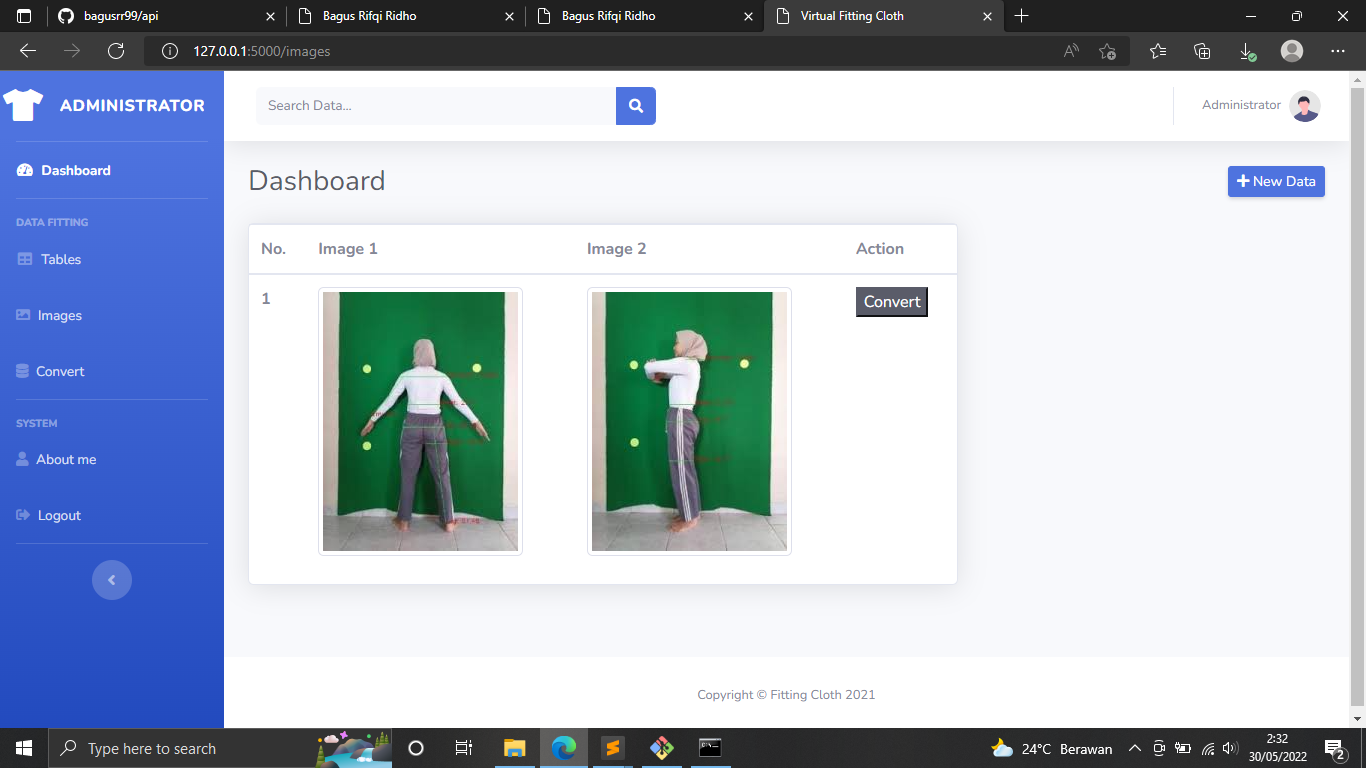 bagusrr99/api
Bagus Rifqi Ridho
Bagus Rifqi Ridho
Virtual Fitting Cloth
127.0.0.1:5000/images
ADMINISTRATOR
Search Data...
Administrator
Dashboard
DATA FITTING
Tables
Images
Convert
SYSTEM
About me
Logout
Dashboard
New Data
No.
Image 1
Image 2
Action
1
Convert
Copyright © Fitting Cloth 2021
Type here to search
24°C Berawan
2:32
30/05/2022
2